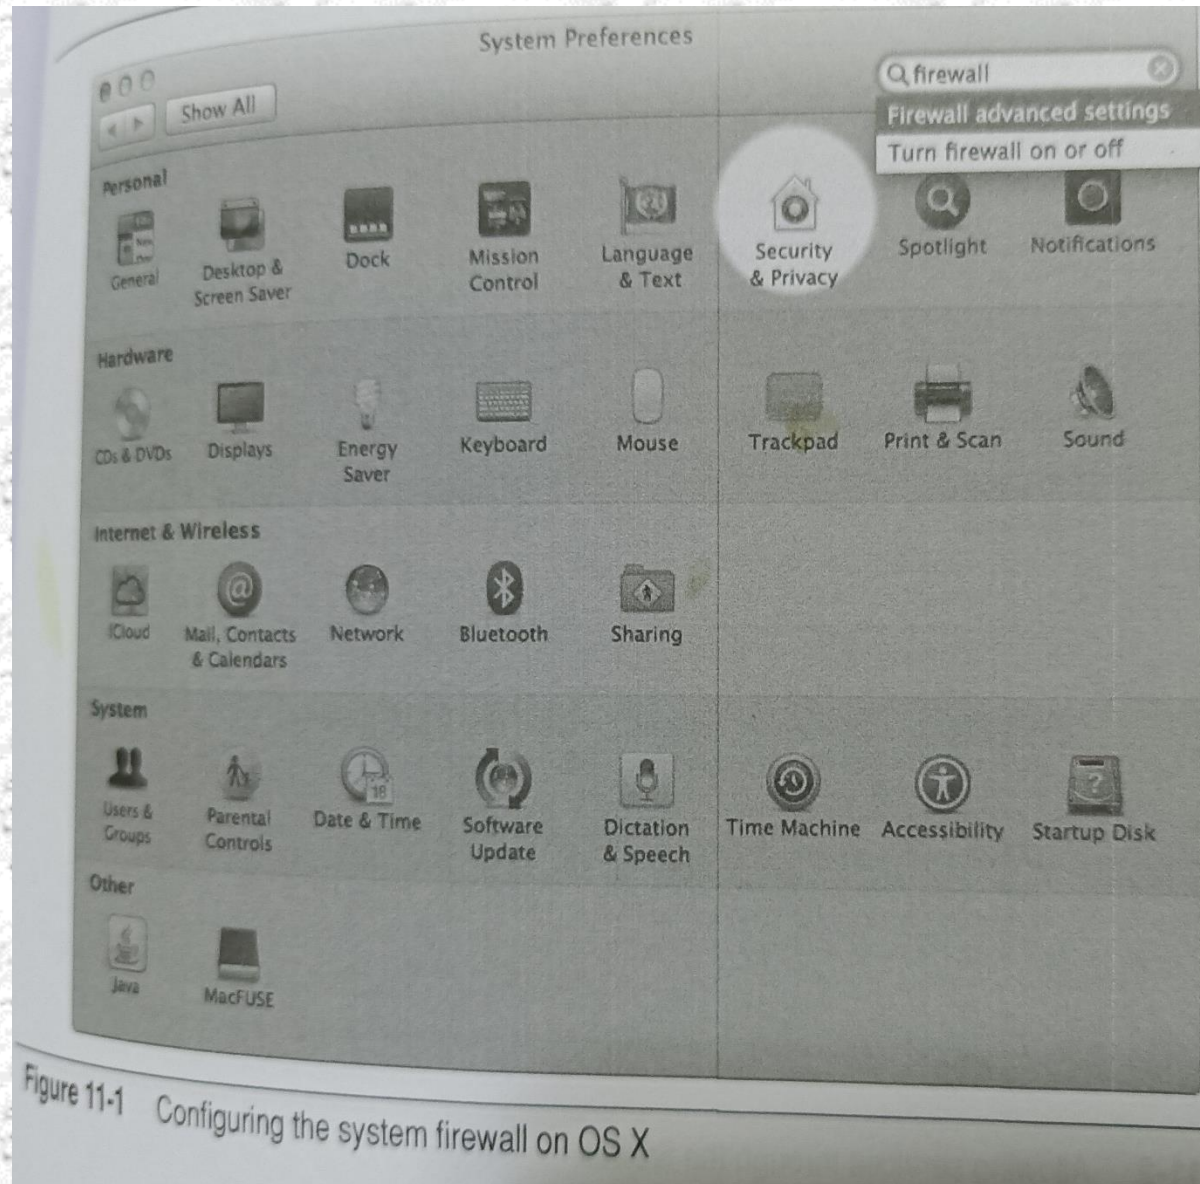 System Preferences
Show All
firewall
Firewall advanced settings
Turn firewall on or off
Personal
General
Desktop &
Screen Saver
Dock
Mission
Control
Language
& Text
Security
& Privacy
Spotlight
Notifications
Hardware
CDs & DVDs
Displays
Energy
Saver
Keyboard
Mouse
Trackpad
Print & Scan
Sound
Internet & Wireless
iCloud
Mail, Contacts
& Calendars
Network
Bluetooth
Sharing
System
Users &
Groups
Parental
Controls
18
Date & Time
Software
Update
Dictation
& Speech
Time Machine
Accessibility
Startup Disk
Other
Java
MacFUSE
Figure 11-1 Configuring the system firewall on OS X